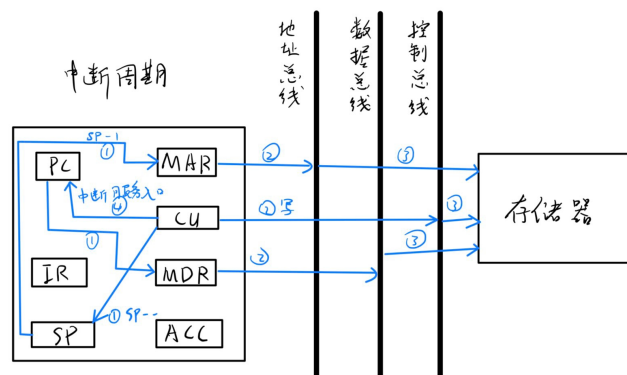 中断周期
地址总线
数据总线
控制总线
SP-1
①
PC
MAR
②
③
中断服务入口
④
CU
②写
③
①
③
IR
MDR
②
存储器
SP
①SP--
ACC